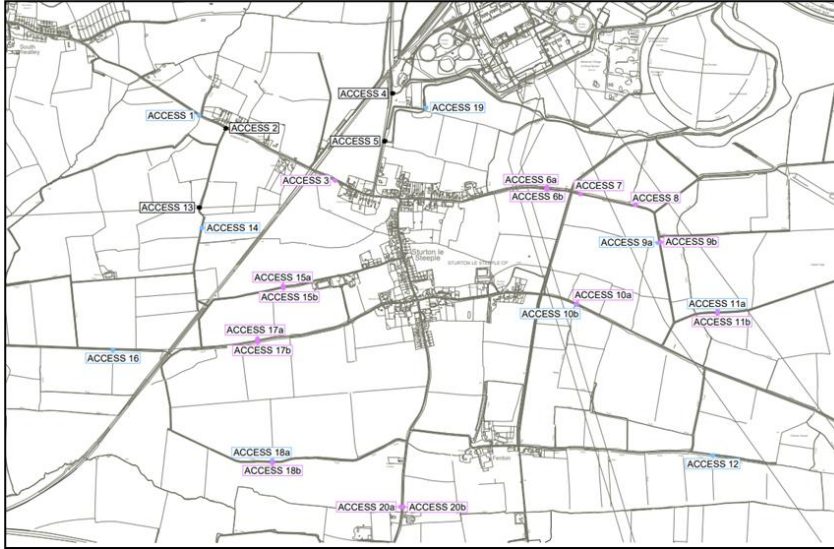 South
ACCESS 4
ACCESS 1
ACCESS 19
ACCESS 2
ACCESS 5
ACCESS 3
ACCESS 6a
ACCESS 6b
ACCESS 7
ACCESS 8
ACCESS 13
ACCESS 14
ACCESS 9a
ACCESS 9b
Sturton le
Steeple
STURTON LE STEEPLE CP
ACCESS 15a
ACCESS 15b
ACCESS 10a
ACCESS 10b
ACCESS 11a
ACCESS 11b
ACCESS 17a
ACCESS 17b
ACCESS 16
ACCESS 18a
ACCESS 18b
Fenton
ACCESS 12
ACCESS 20a
ACCESS 20b